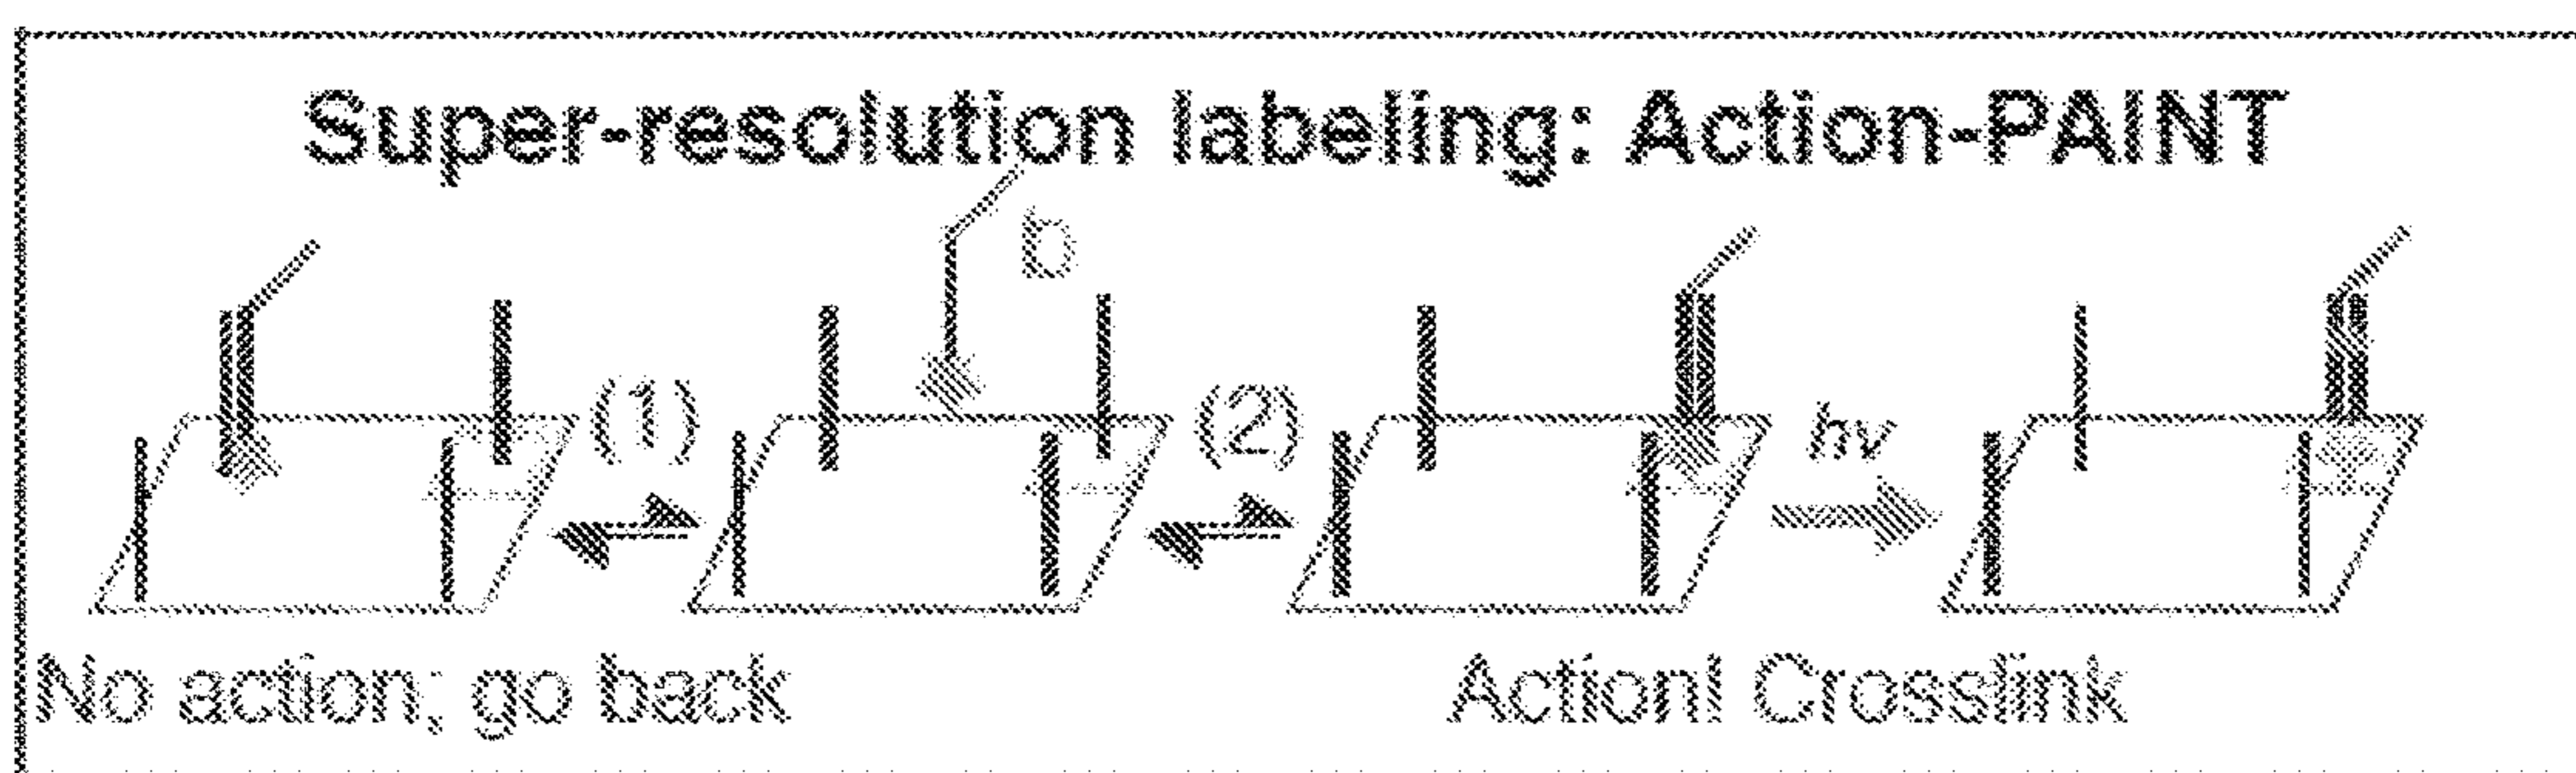 Super-resolution labeling: Action-PAINT
b
(1)
(2)
hν
No action; go back
Action! Crosslink